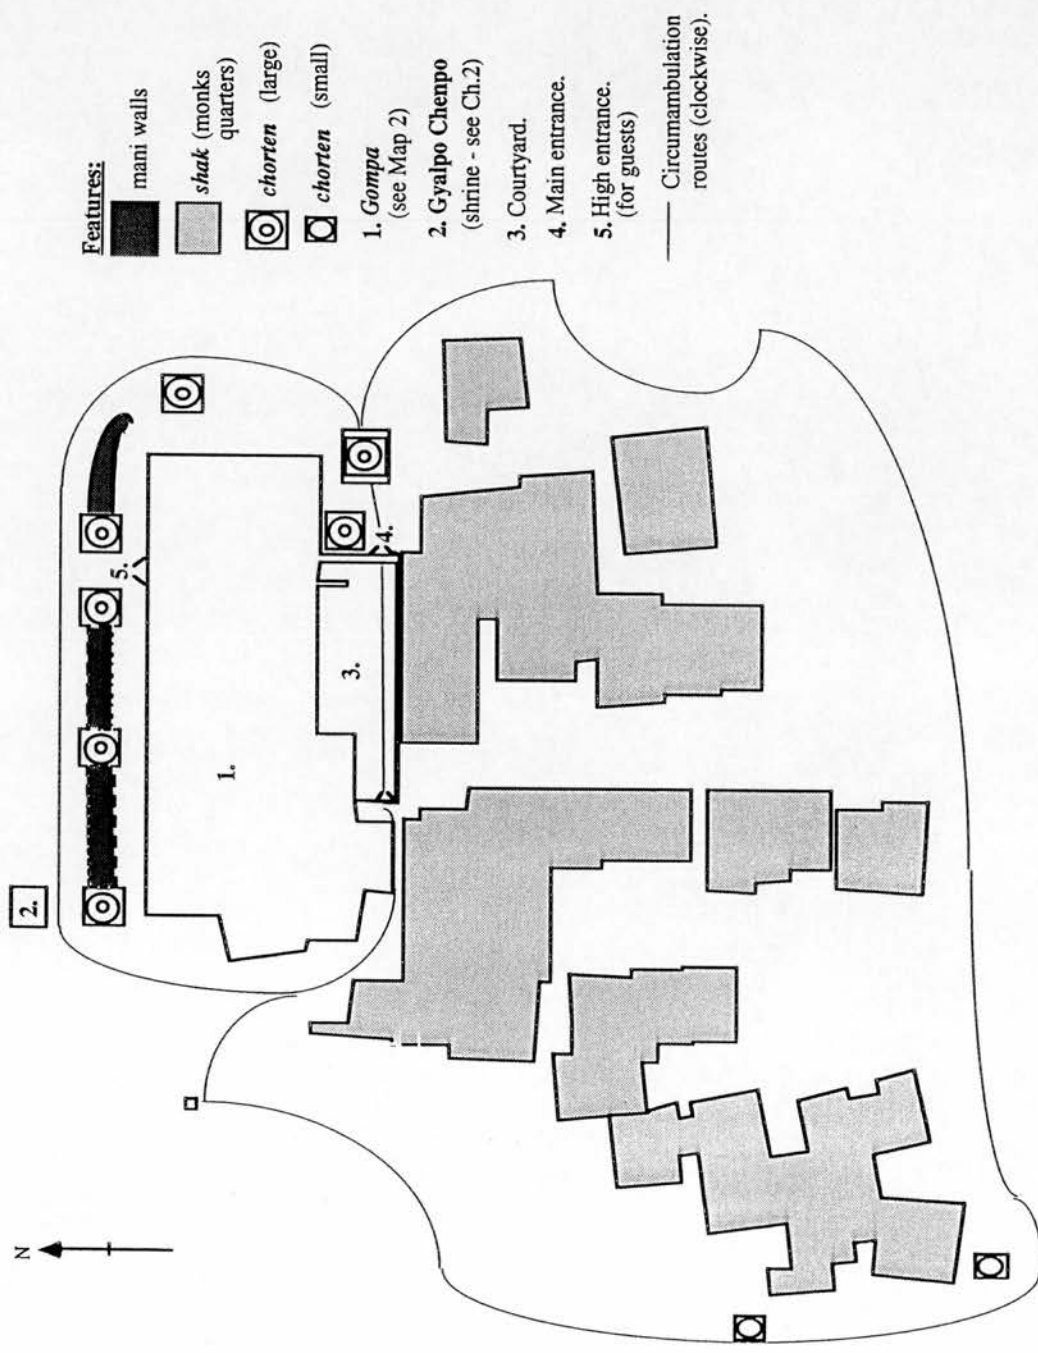 Features:
mani walls
shak (monks
quarters)
chorten (large)
chorten (small)
1. Gompa
(see Map 2)
2. Gyalpo Chenpo
(shrine - see Ch.2)
3. Courtyard.
4. Main entrance.
5. High entrance.
(for guests)
Circumambulation
routes (clockwise).
2.
5.
1.
3.
4.
N